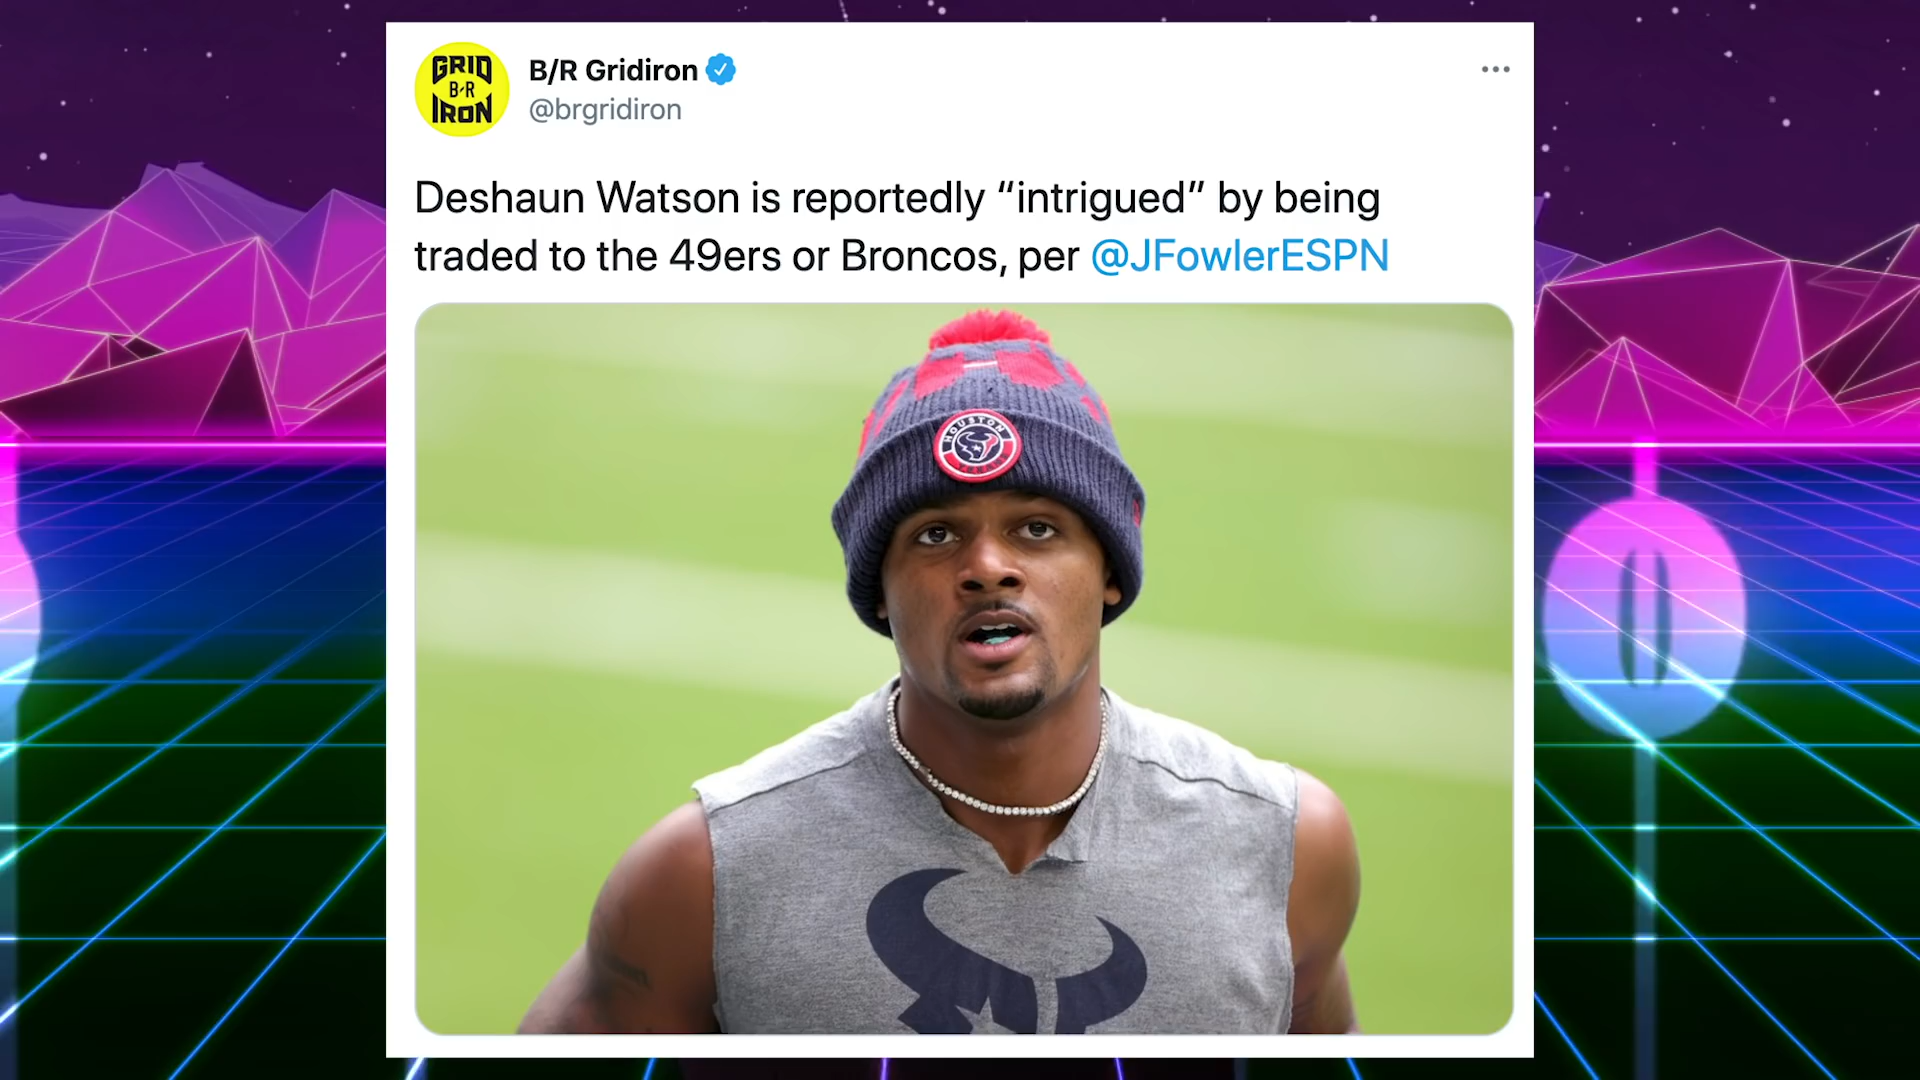 GRID
B/R
IRON
B/R Gridiron
@brgridiron
Deshaun Watson is reportedly “intrigued” by being
traded to the 49ers or Broncos, per @JFowlerESPN
HOUSTON
TEXANS